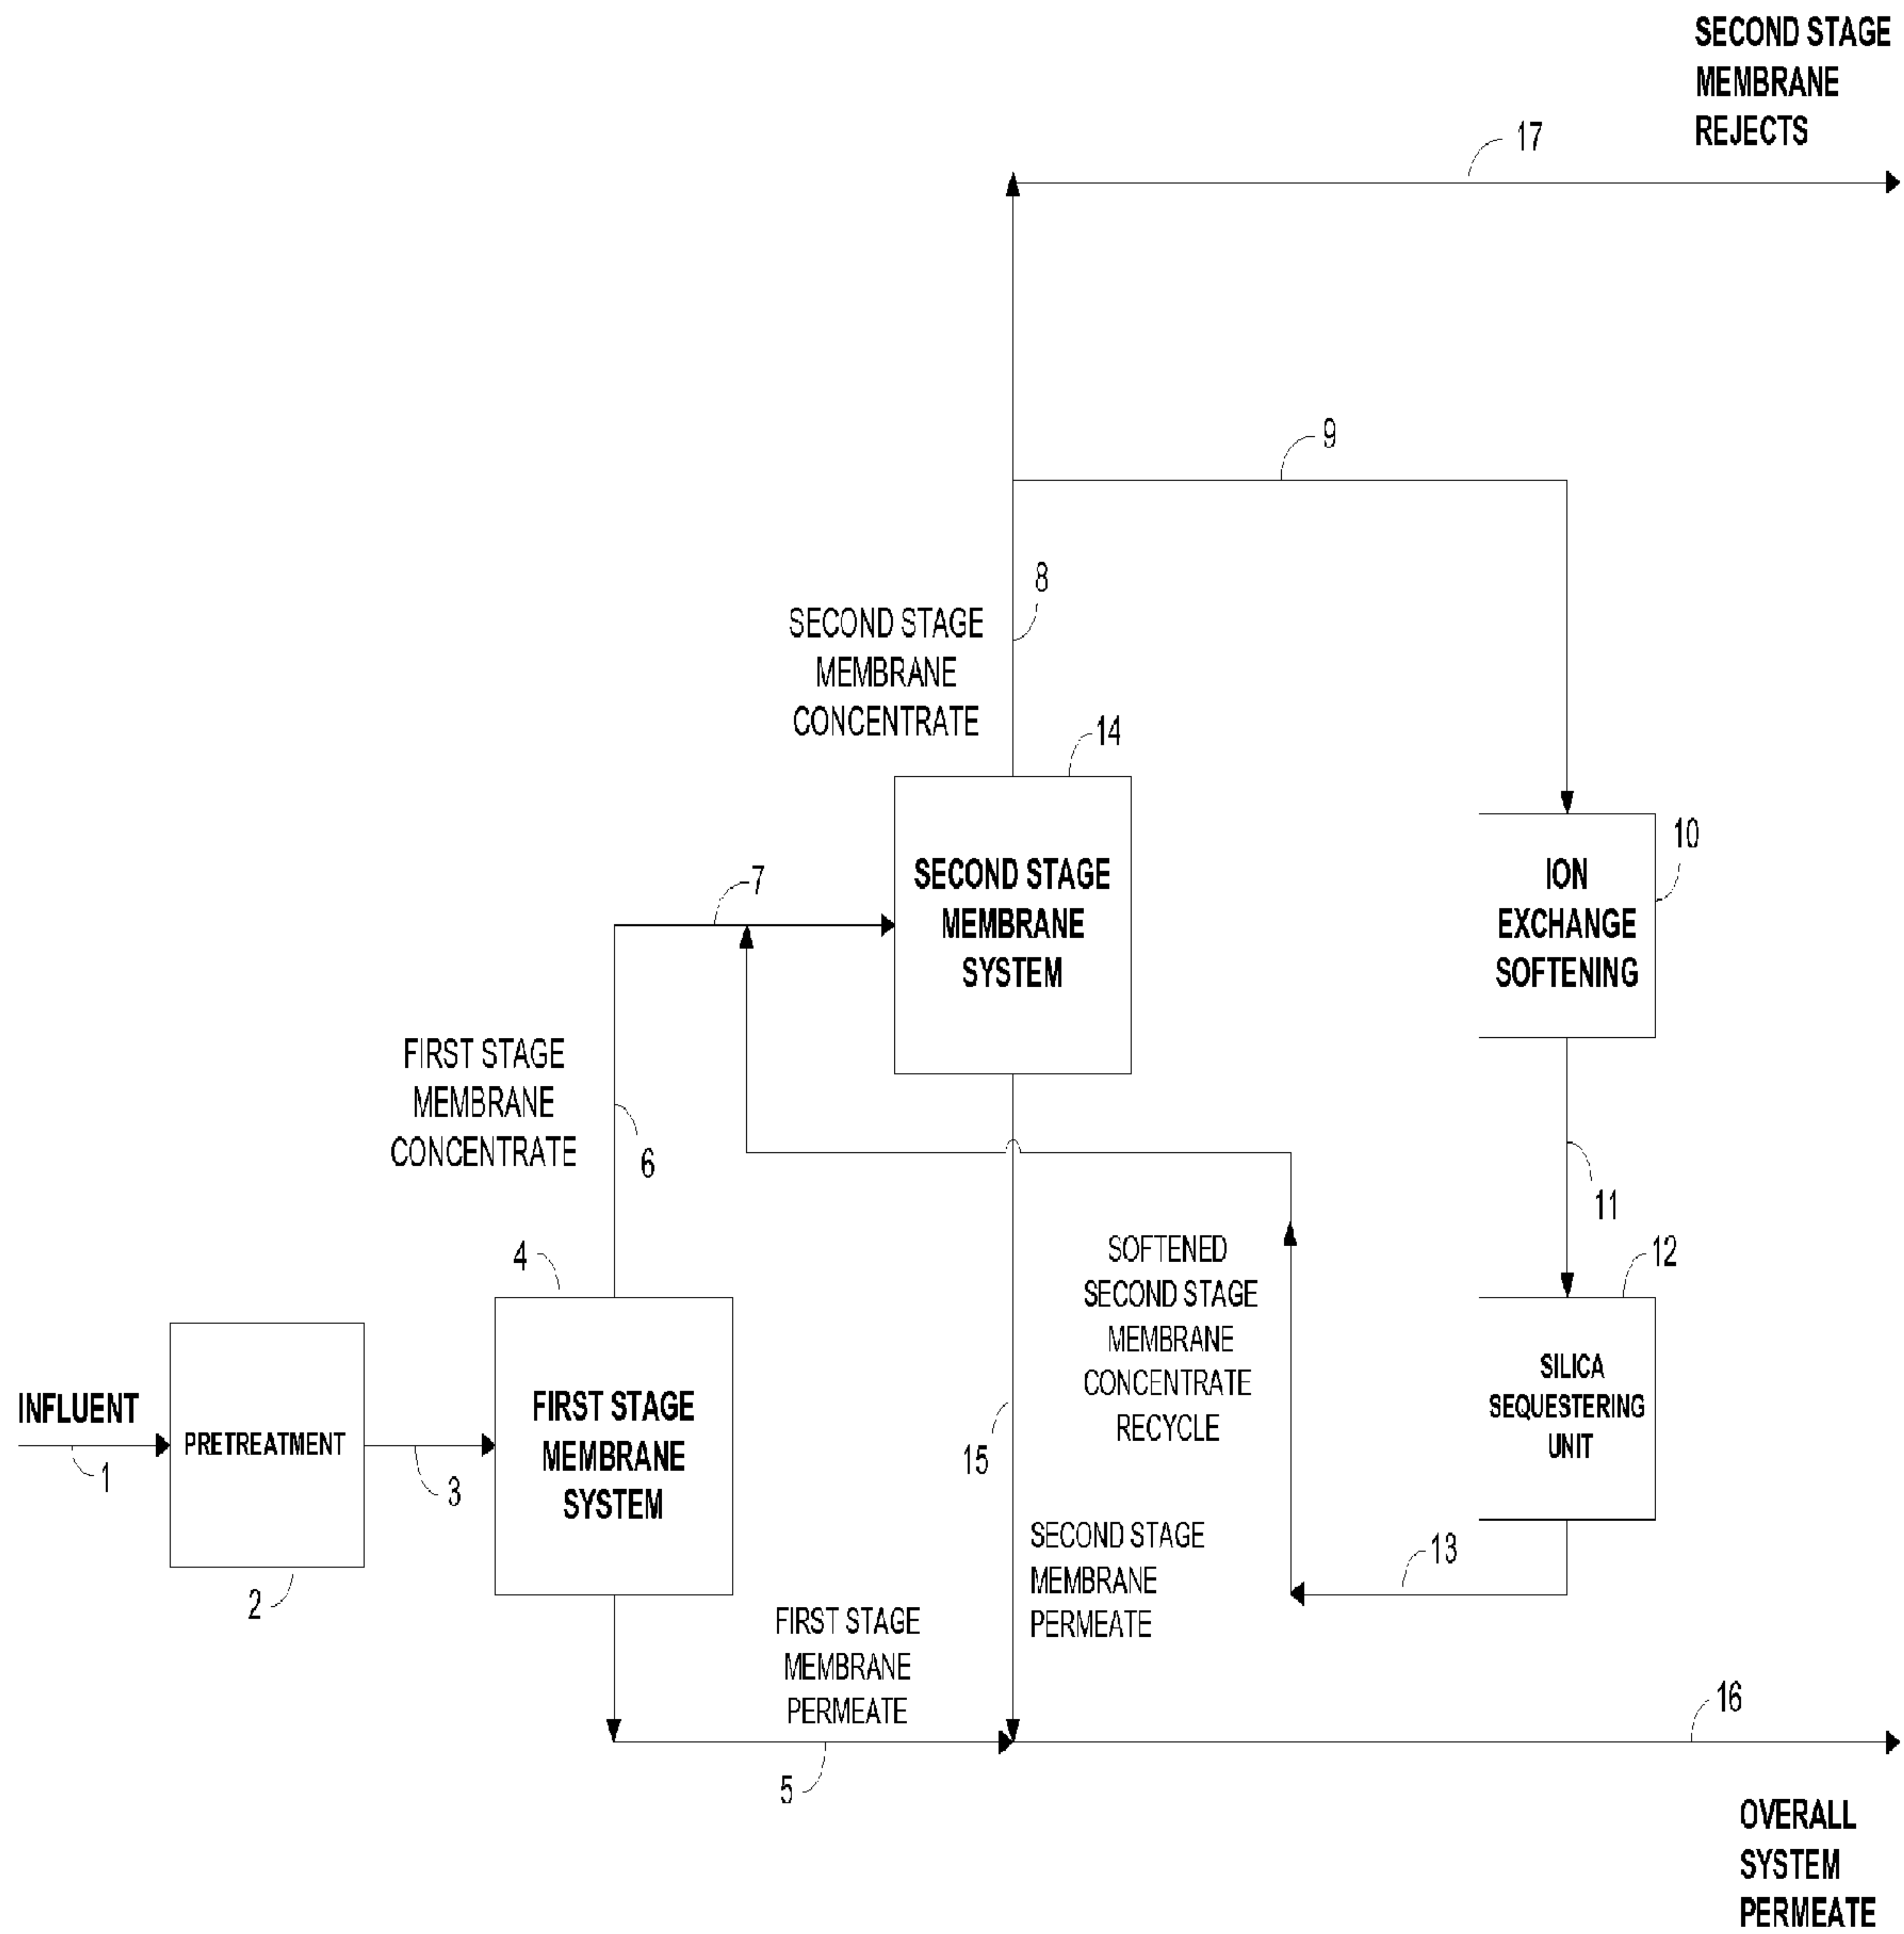 SECOND STAGE
MEMBRANE
REJECTS
17
9
8
SECOND STAGE
MEMBRANE
CONCENTRATE
14
10
SECOND STAGE
MEMBRANE
SYSTEM
ION
EXCHANGE
SOFTENING
7
FIRST STAGE
MEMBRANE
CONCENTRATE
6
11
4
SOFTENED
SECOND STAGE
MEMBRANE
CONCENTRATE
RECYCLE
12
SILICA
SEQUESTERING
UNIT
INFLUENT
1
PRETREATMENT
2
3
FIRST STAGE
MEMBRANE
SYSTEM
15
13
SECOND STAGE
MEMBRANE
PERMEATE
FIRST STAGE
MEMBRANE
PERMEATE
5
16
OVERALL
SYSTEM
PERMEATE